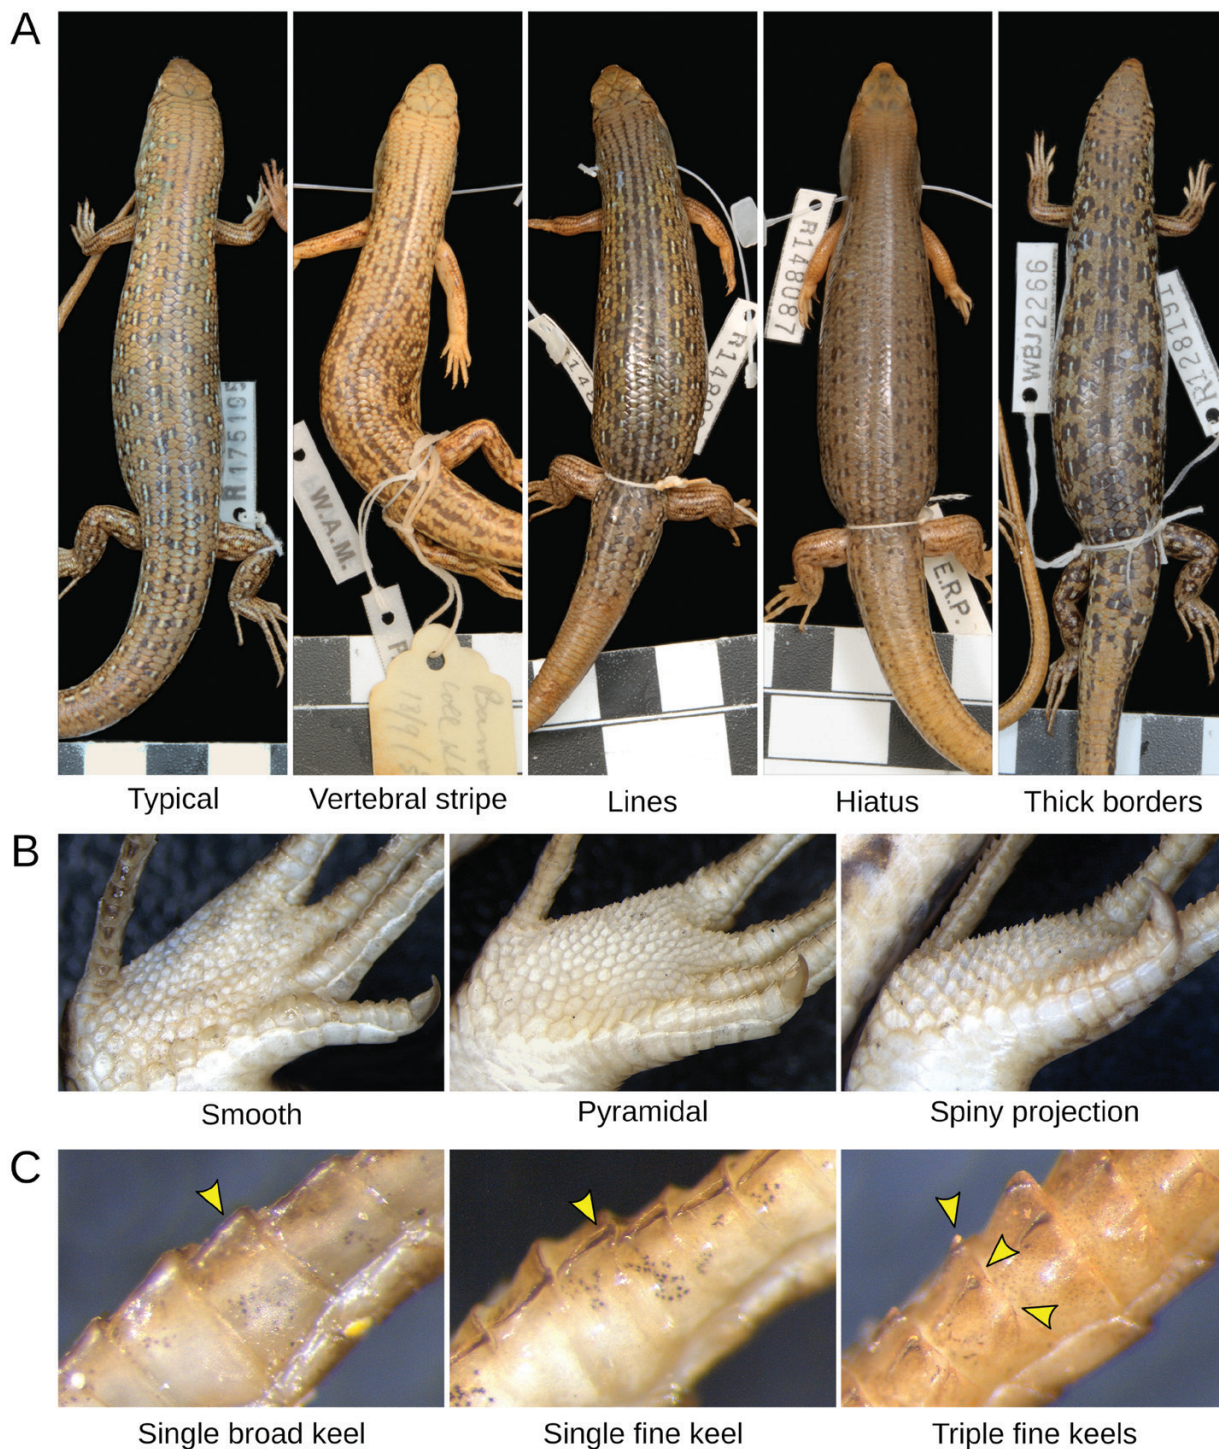 A
R175195
W.A.M.
R1480
R148087
E.R.P.
WBJ2266
R128191
Typical
Vertebral stripe
Lines
Hiatus
Thick borders
B
Smooth
Pyramidal
Spiny projection
C
Single broad keel
Single fine keel
Triple fine keels